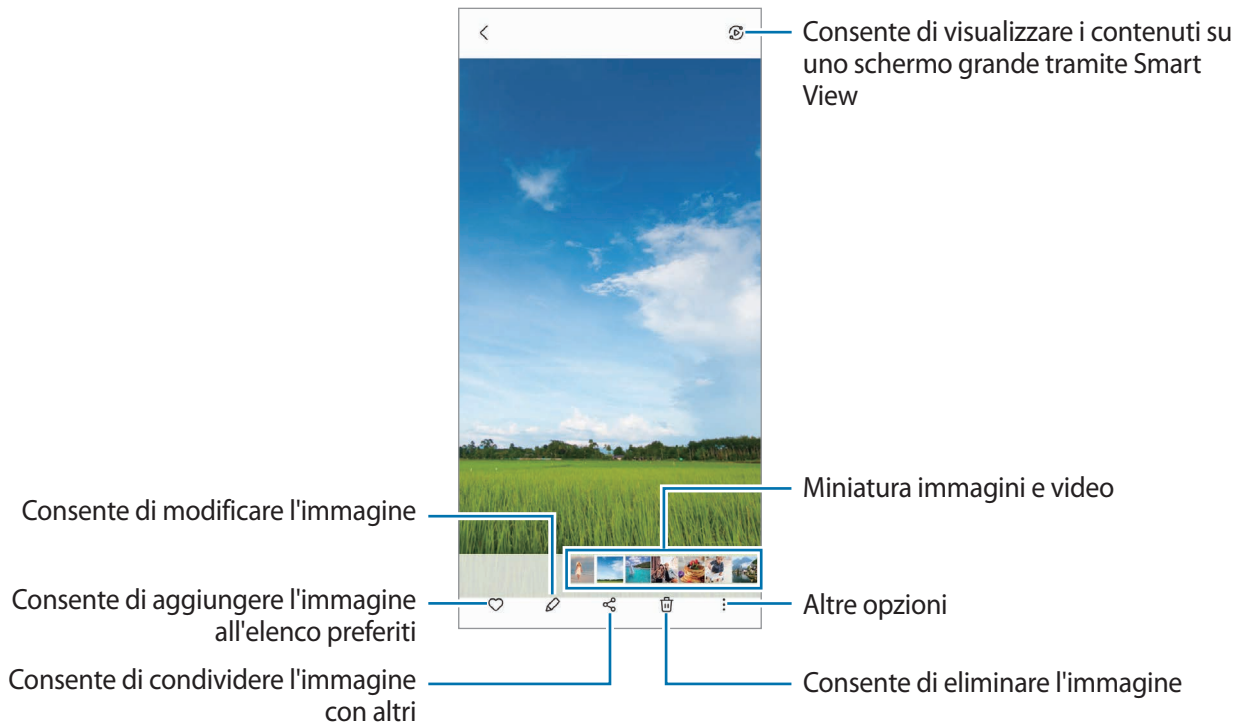 Consente di visualizzare i contenuti su
uno schermo grande tramite Smart
View
Miniatura immagini e video
Consente di modificare l'immagine
Consente di aggiungere l'immagine
all'elenco preferiti
Altre opzioni
Consente di condividere l'immagine
con altri
Consente di eliminare l'immagine